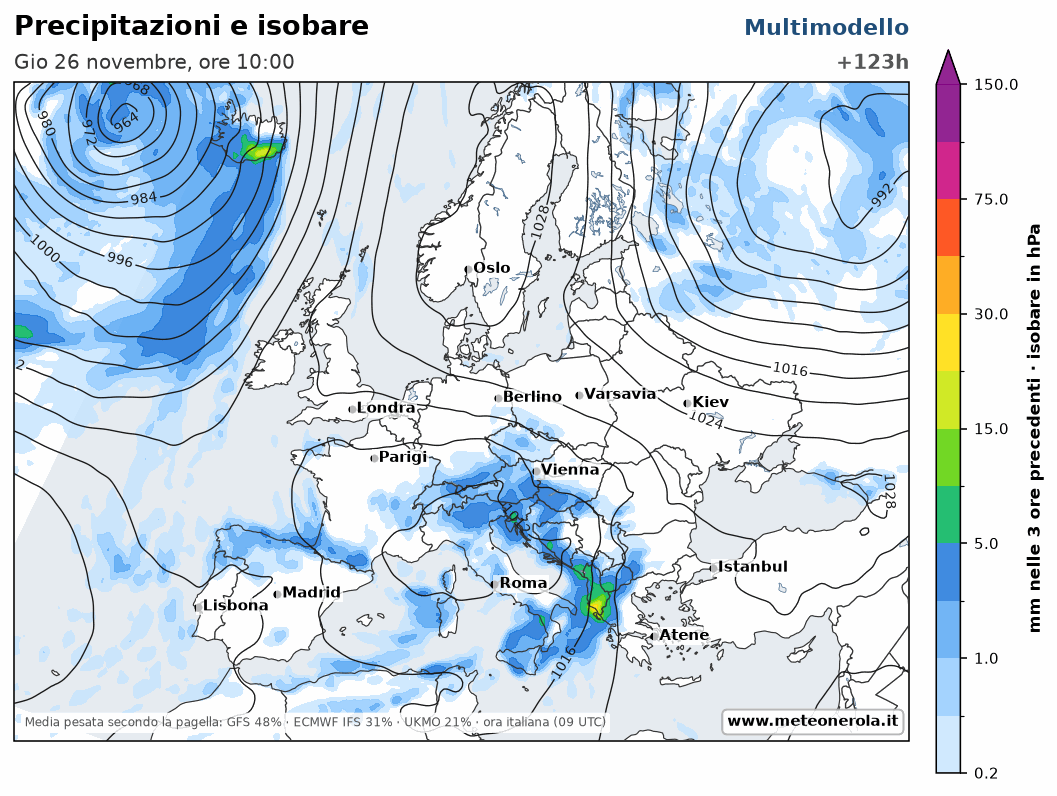 Precipitazioni e isobare
Multimodello
Gio 26 novembre, ore 10:00
+123h
968
964
980
972
984
1000
996
992
1028
1016
1024
1028
1016
Oslo
Berlino
Varsavia
Kiev
Londra
Parigi
Vienna
Istanbul
Roma
Madrid
Lisbona
Atene
Media pesata secondo la pagella: GFS 48% · ECMWF IFS 31% · UKMO 21% · ora italiana (09 UTC)
www.meteonerola.it
150.0
75.0
30.0
15.0
5.0
1.0
0.2
mm nelle 3 ore precedenti · isobare in hPa